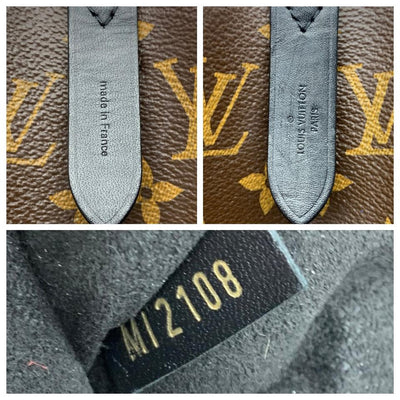 made in France
®
LOUIS VUITTON
PARIS
MI2108